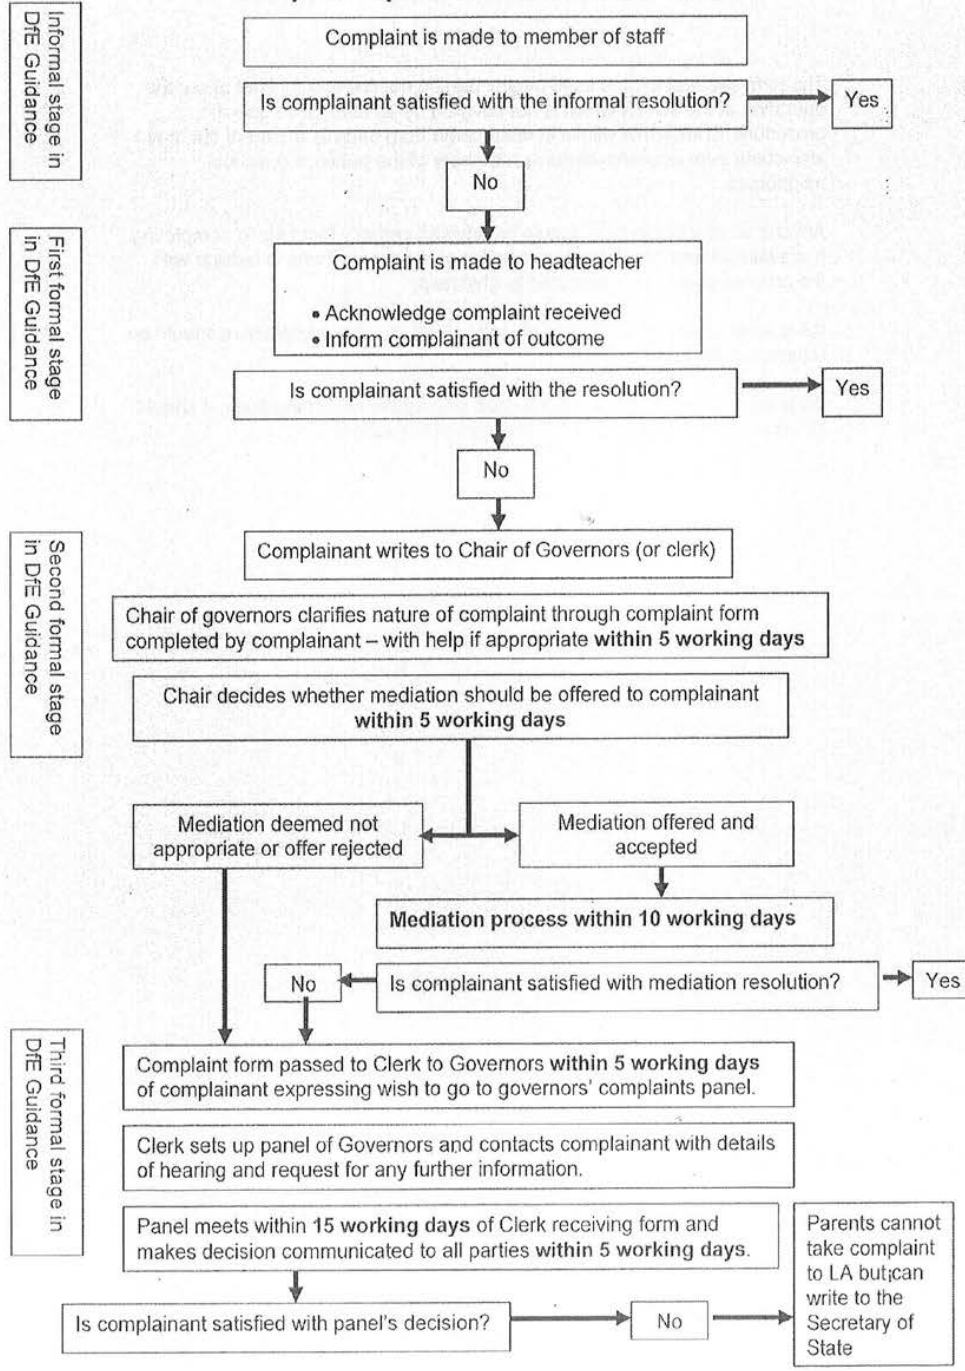 Informal stage in
DfE Guidance
Complaint is made to member of staff
Is complainant satisfied with the informal resolution?
Yes
No
First formal stage
in DfE Guidance
Complaint is made to headteacher
• Acknowledge complaint received
• Inform complainant of outcome
Is complainant satisfied with the resolution?
Yes
No
Second formal stage
in DfE Guidance
Complainant writes to Chair of Governors (or clerk)
Chair of governors clarifies nature of complaint through complaint form
completed by complainant – with help if appropriate within 5 working days
Chair decides whether mediation should be offered to complainant
within 5 working days
Mediation deemed not
appropriate or offer rejected
Mediation offered and
accepted
Mediation process within 10 working days
No
Is complainant satisfied with mediation resolution?
Yes
Third formal stage in
DfE Guidance
Complaint form passed to Clerk to Governors within 5 working days
of complainant expressing wish to go to governors' complaints panel.
Clerk sets up panel of Governors and contacts complainant with details
of hearing and request for any further information.
Panel meets within 15 working days of Clerk receiving form and
makes decision communicated to all parties within 5 working days.
Is complainant satisfied with panel's decision?
No
Parents cannot
take complaint
to LA but can
write to the
Secretary of
State